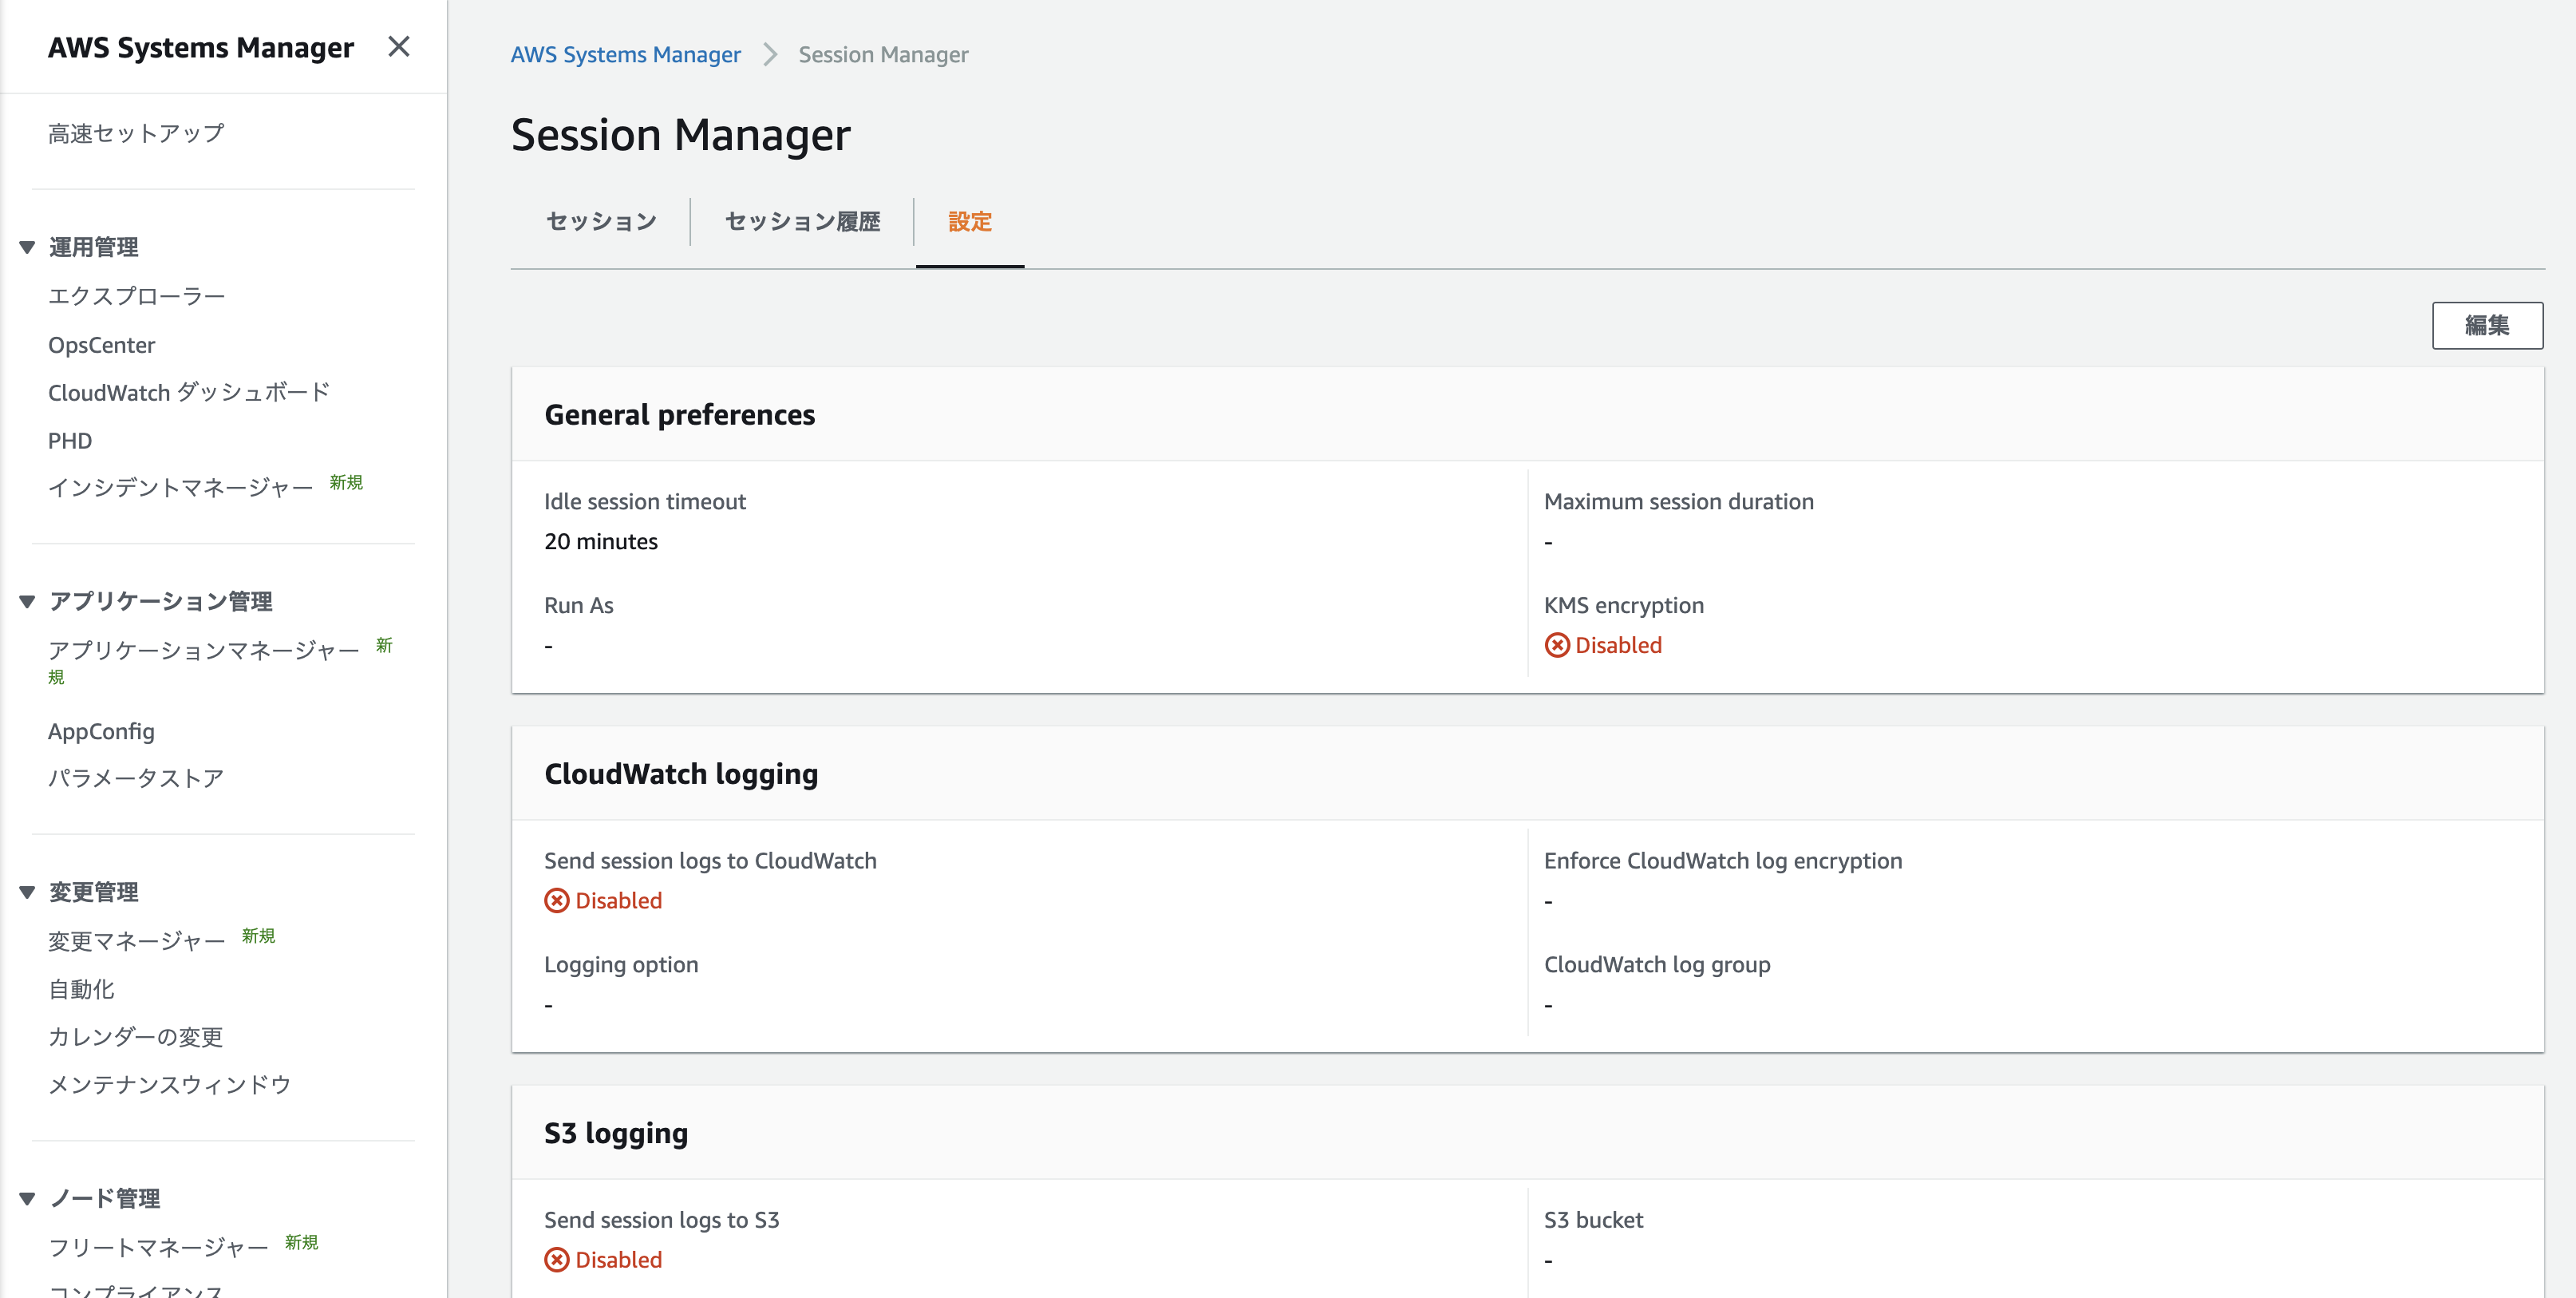 AWS Systems Manager
高速セットアップ
運用管理
エクスプローラー
OpsCenter
CloudWatch ダッシュボード
PHD
インシデントマネージャー 新規
アプリケーション管理
アプリケーションマネージャー 新
規
AppConfig
パラメータストア
変更管理
変更マネージャー 新規
自動化
カレンダーの変更
メンテナンスウィンドウ
ノード管理
フリートマネージャー 新規
コンプライアンス
AWS Systems Manager > Session Manager
Session Manager
セッション セッション履歴 設定
編集
General preferences
Idle session timeout
20 minutes
Maximum session duration
-
Run As
-
KMS encryption
Disabled
CloudWatch logging
Send session logs to CloudWatch
Disabled
Enforce CloudWatch log encryption
-
Logging option
-
CloudWatch log group
-
S3 logging
Send session logs to S3
Disabled
S3 bucket
-